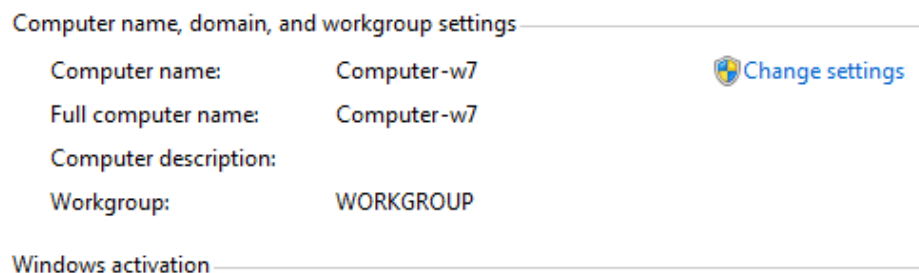 Computer name, domain, and workgroup settings
Computer name: Computer-w7 Change settings
Full computer name: Computer-w7
Computer description:
Workgroup: WORKGROUP
Windows activation